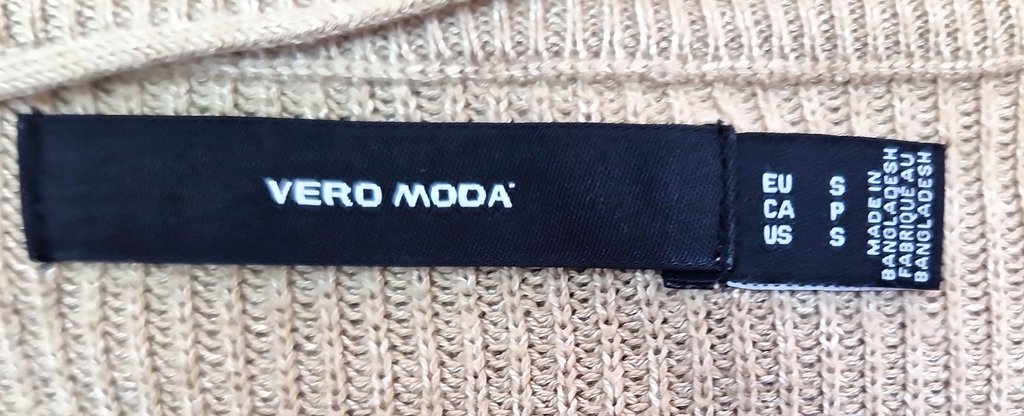 VERO MODA
EU S
CA P
US S
MADE IN
BANGLADESH
FABRIQUÉ AU
BANGLADESH